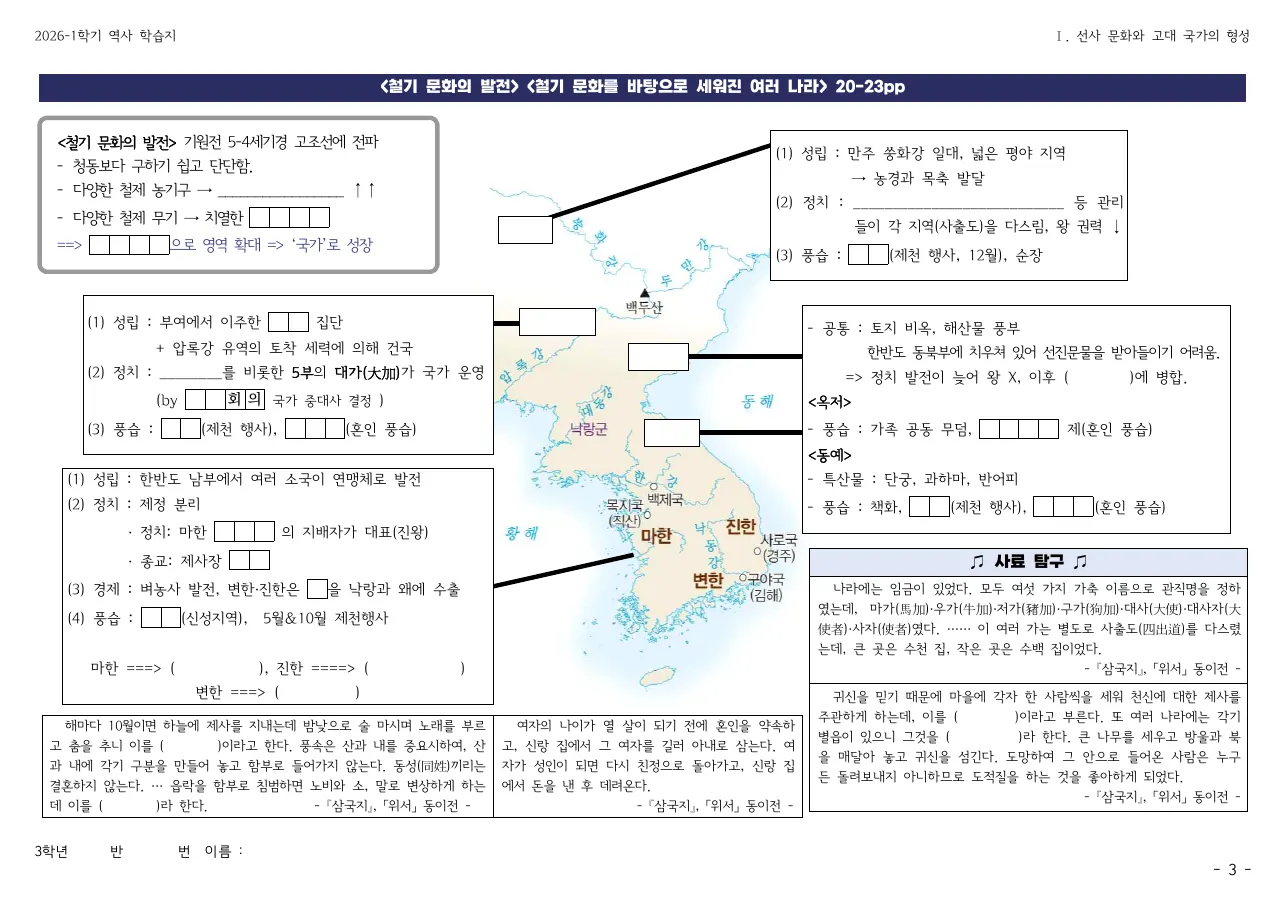 2026-1학기 역사 학습지
Ⅰ. 선사 문화와 고대 국가의 형성
<철기 문화의 발전> <철기 문화를 바탕으로 세워진 여러 나라> 20-23pp
<철기 문화의 발전> 기원전 5-4세기경 고조선에 전파
- 청동보다 구하기 쉽고 단단함.
- 다양한 철제 농기구 → _________________ ↑↑
- 다양한 철제 무기 → 치열한
==> 으로 영역 확대 => ‘국가’로 성장
(1) 성립 : 만주 쑹화강 일대, 넓은 평야 지역
→ 농경과 목축 발달
(2) 정치 : __________________________ 등 관리
들이 각 지역(사출도)을 다스림, 왕 권력 ↓
(3) 풍습 : (제천 행사, 12월), 순장
(1) 성립 : 부여에서 이주한 집단
+ 압록강 유역의 토착 세력에 의해 건국
(2) 정치 : ________를 비롯한 5부의 대가(大加)가 국가 운영
(by 회 의 국가 중대사 결정 )
(3) 풍습 : (제천 행사), (혼인 풍습)
- 공통 : 토지 비옥, 해산물 풍부
한반도 동북부에 치우쳐 있어 선진문물을 받아들이기 어려움.
=> 정치 발전이 늦어 왕 X, 이후 ( )에 병합.
<옥저>
- 풍습 : 가족 공동 무덤, 제(혼인 풍습)
<동예>
- 특산물 : 단궁, 과하마, 반어피
- 풍습 : 책화, (제천 행사), (혼인 풍습)
(1) 성립 : 한반도 남부에서 여러 소국이 연맹체로 발전
(2) 정치 : 제정 분리
· 정치: 마한 의 지배자가 대표(진왕)
· 종교: 제사장
(3) 경제 : 벼농사 발전, 변한·진한은 을 낙랑과 왜에 수출
(4) 풍습 : (신성지역), 5월&10월 제천행사
마한 ===> ( ), 진한 ====> ( )
변한 ===> ( )
쑹화강
두만강
백두산
압록강
대동강
동해
낙랑군
한강
백제국
목지국
(직산)
마한
진한
낙동강
사로국
(경주)
황해
변한
구야국
(김해)
♫ 사료 탐구 ♫
나라에는 임금이 있었다. 모두 여섯 가지 가축 이름으로 관직명을 정하
였는데, 마가(馬加)·우가(牛加)·저가(豬加)·구가(狗加)·대사(大使)·대사자(大
使者)·사자(使者)였다. …… 이 여러 가는 별도로 사출도(四出道)를 다스렸
는데, 큰 곳은 수천 집, 작은 곳은 수백 집이었다.
- 『삼국지』, 「위서」 동이전 -
귀신을 믿기 때문에 마을에 각자 한 사람씩을 세워 천신에 대한 제사를
주관하게 하는데, 이를 ( )이라고 부른다. 또 여러 나라에는 각기
별읍이 있으니 그것을 ( )라 한다. 큰 나무를 세우고 방울과 북
을 매달아 놓고 귀신을 섬긴다. 도망하여 그 안으로 들어온 사람은 누구
든 돌려보내지 아니하므로 도적질을 하는 것을 좋아하게 되었다.
- 『삼국지』, 「위서」 동이전 -
해마다 10월이면 하늘에 제사를 지내는데 밤낮으로 술 마시며 노래를 부르
고 춤을 추니 이를 ( )이라고 한다. 풍속은 산과 내를 중요시하여, 산
과 내에 각기 구분을 만들어 놓고 함부로 들어가지 않는다. 동성(同姓)끼리는
결혼하지 않는다. … 읍락을 함부로 침범하면 노비와 소, 말로 변상하게 하는
데 이를 ( )라 한다. - 『삼국지』, 「위서」 동이전 -
여자의 나이가 열 살이 되기 전에 혼인을 약속하
고, 신랑 집에서 그 여자를 길러 아내로 삼는다. 여
자가 성인이 되면 다시 친정으로 돌아가고, 신랑 집
에서 돈을 낸 후 데려온다.
- 『삼국지』, 「위서」 동이전 -
3학년 반 번 이름 :
- 3 -